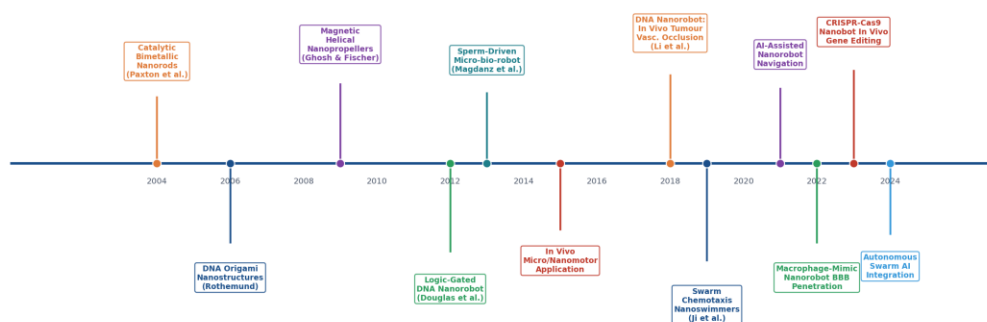 Catalytic
Bimetallic
Nanorods
(Paxton et al.)
Magnetic
Helical
Nanopropellers
(Ghosh & Fischer)
Sperm-Driven
Micro-bio-robot
(Magdanz et al.)
DNA Nanorobot:
In Vivo Tumour
Vasc. Occlusion
(Li et al.)
AI-Assisted
Nanorobot
Navigation
CRISPR-Cas9
Nanobot In Vivo
Gene Editing
2004
2006
2008
2010
2012
2014
2016
2018
2020
2022
2024
DNA Origami
Nanostructures
(Rothemund)
Logic-Gated
DNA Nanorobot
(Douglas et al.)
In Vivo
Micro/Nanomotor
Application
Swarm
Chemotaxis
Nanoswimmers
(Ji et al.)
Macrophage-Mimic
Nanorobot BBB
Penetration
Autonomous
Swarm AI
Integration